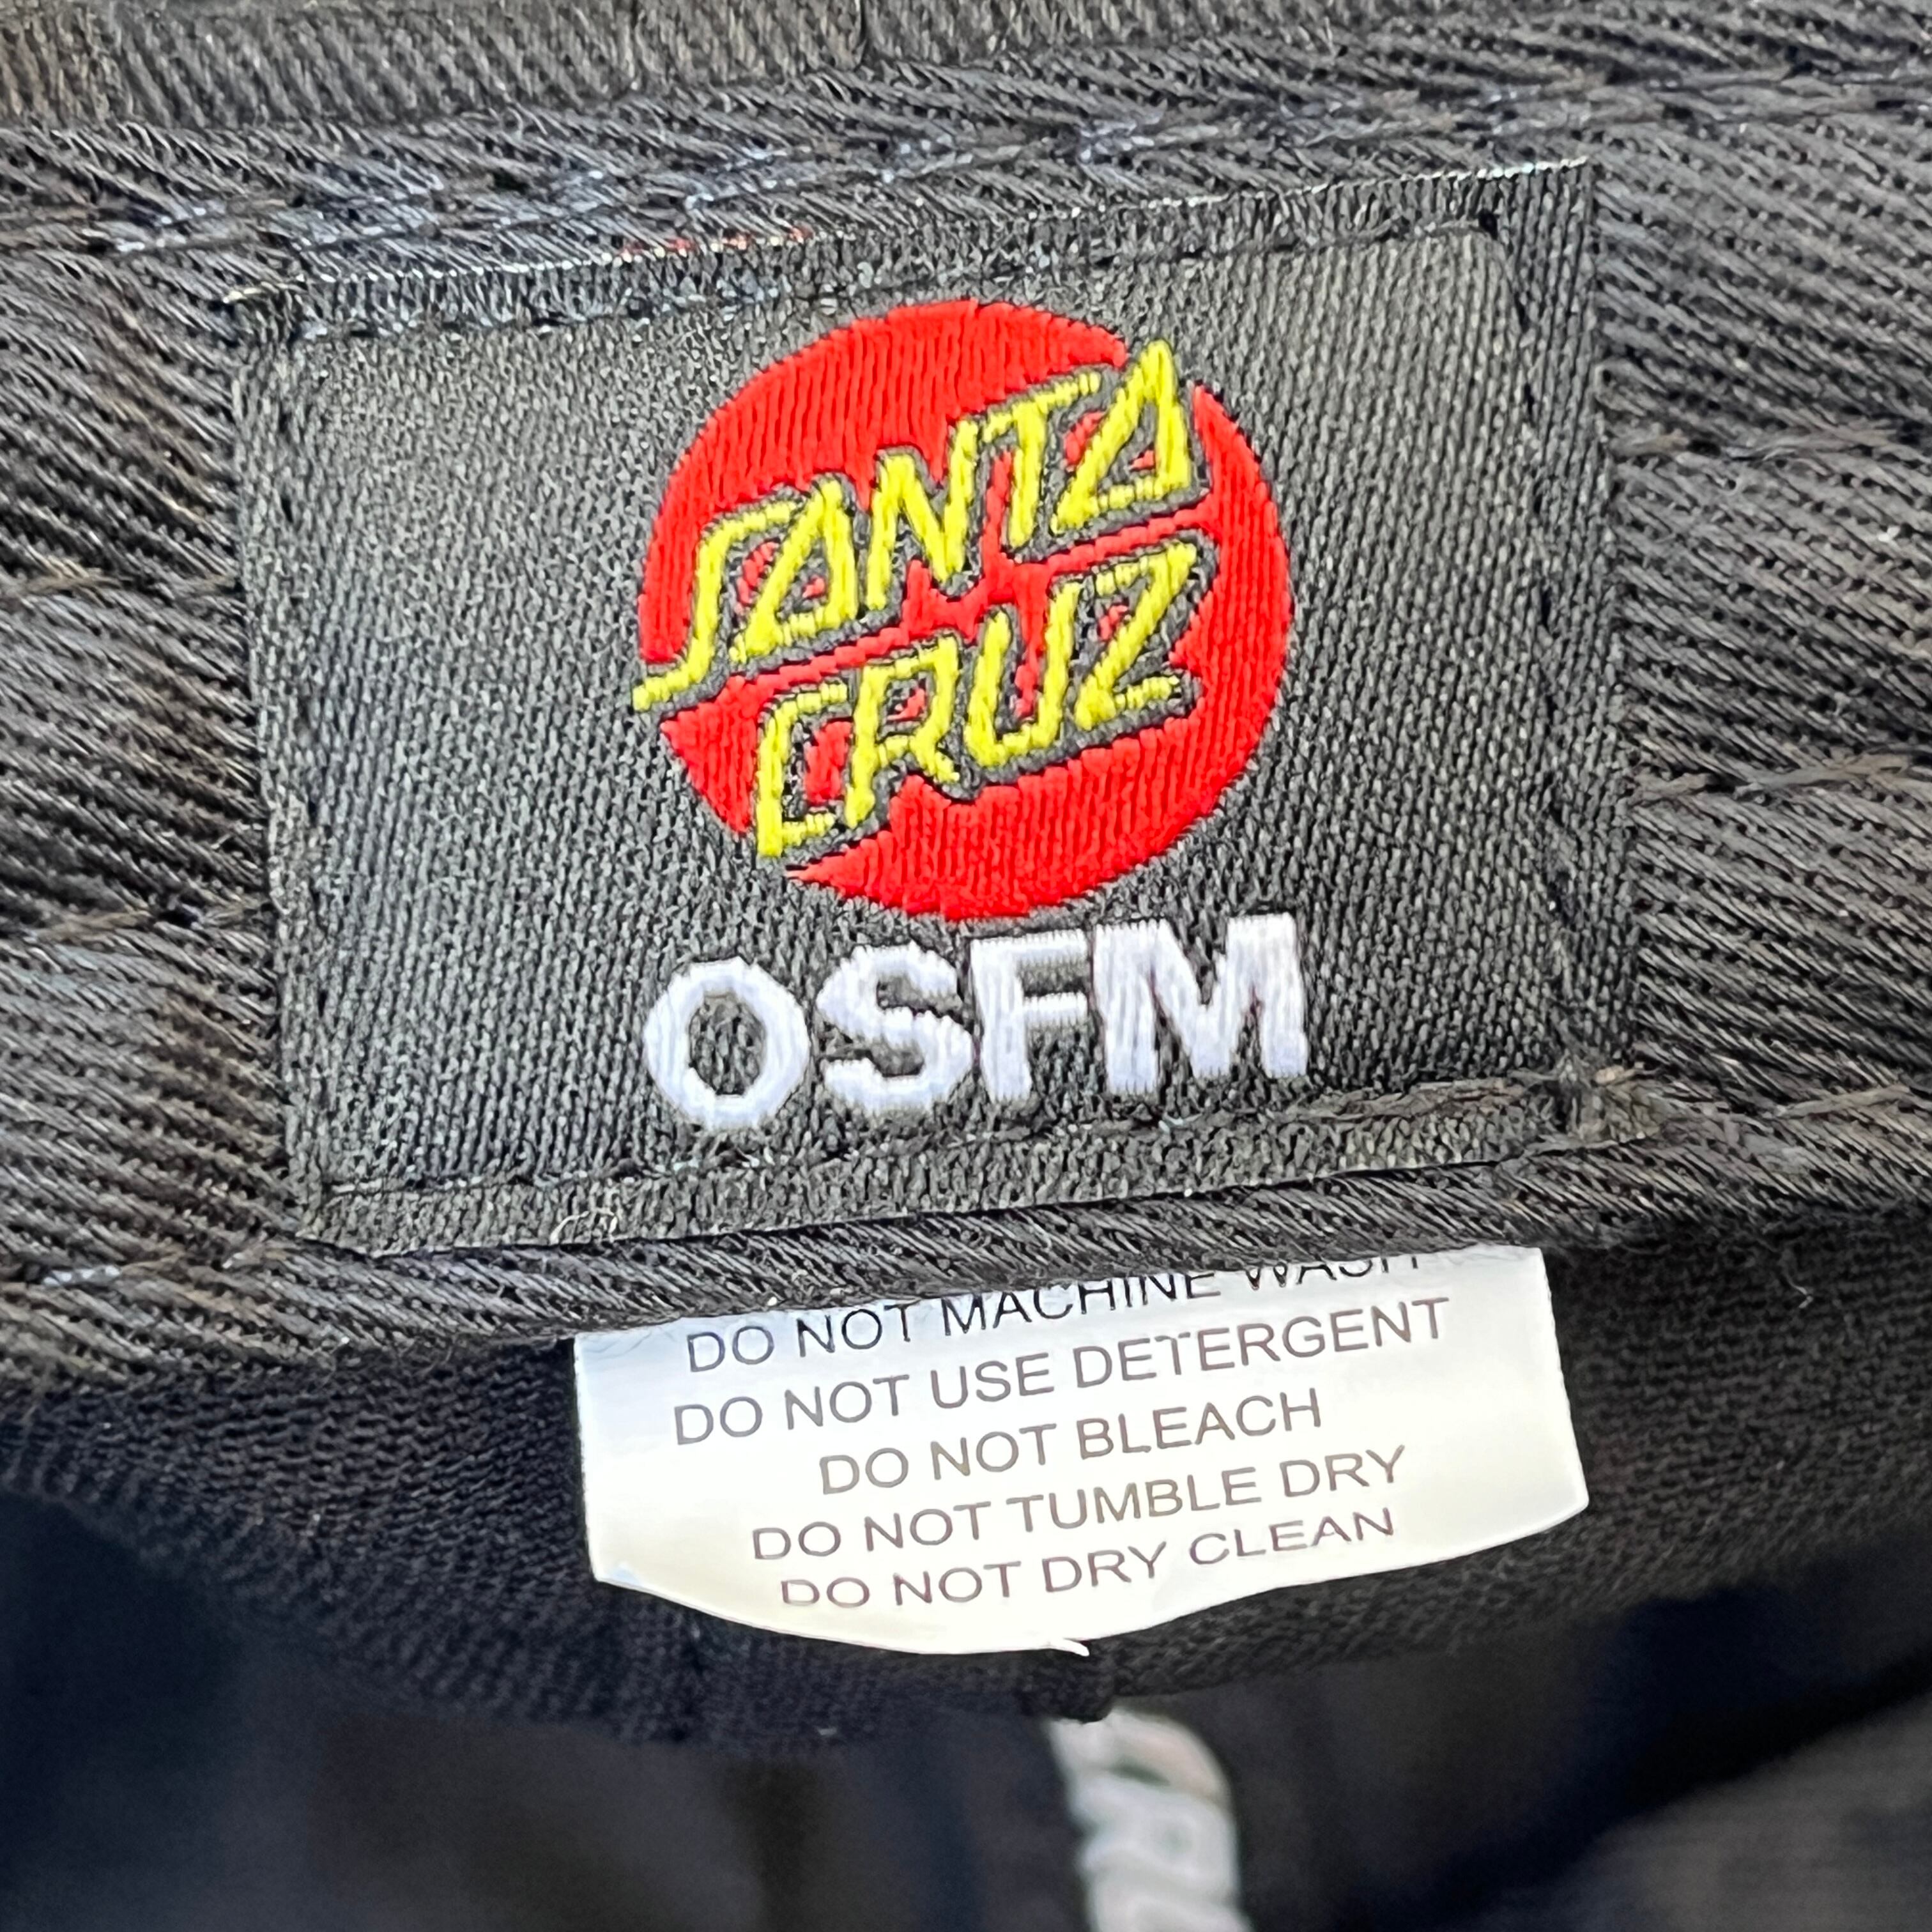 SANTA
CRUZ
OSFM
DO NOT MACHINE WASH
DO NOT USE DETERGENT
DO NOT BLEACH
DO NOT TUMBLE DRY
DO NOT DRY CLEAN